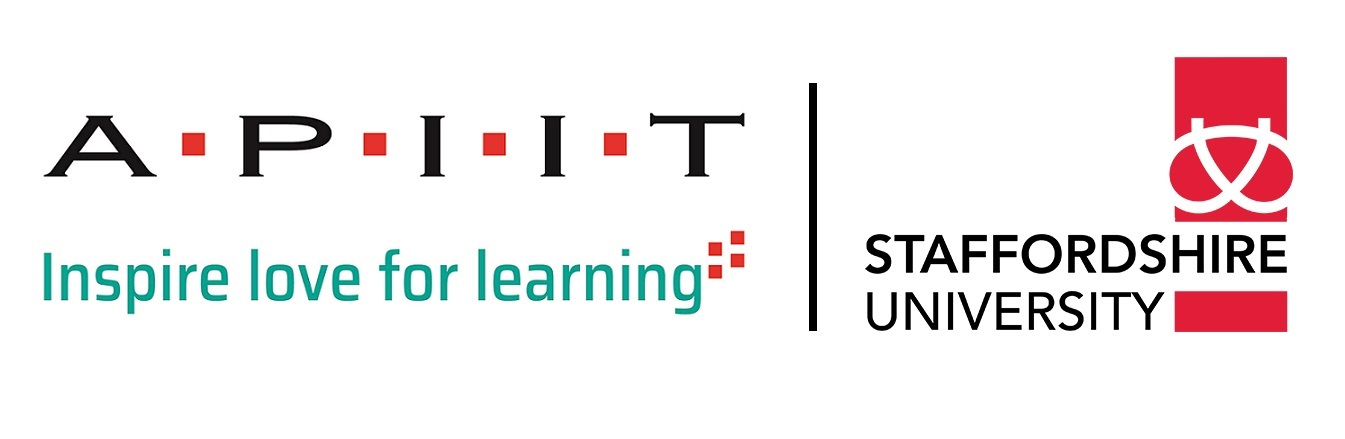 A·P·I·I·T
Inspire love for learning
STAFFORDSHIRE
UNIVERSITY